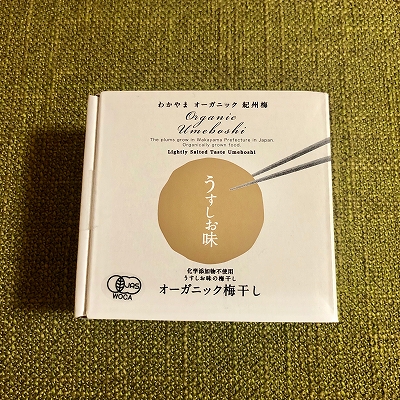 わかやま オーガニック 紀州梅
Organic
Umeboshi
The plums grow in Wakayama Prefecture in Japan.
Organically grown food.
Lightly Salted Taste Umeboshi
うすしお味
化学添加物不使用
うすしお味の梅干し
オーガニック梅干し
JAS
WOCA